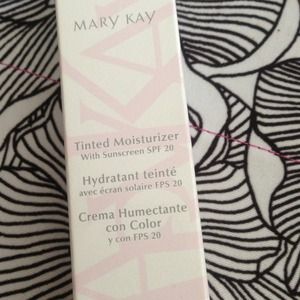 MARY KAY
Tinted Moisturizer
With Sunscreen SPF 20
Hydratant teinté
avec écran solaire FPS 20
Crema Humectante
con Color
y con FPS 20